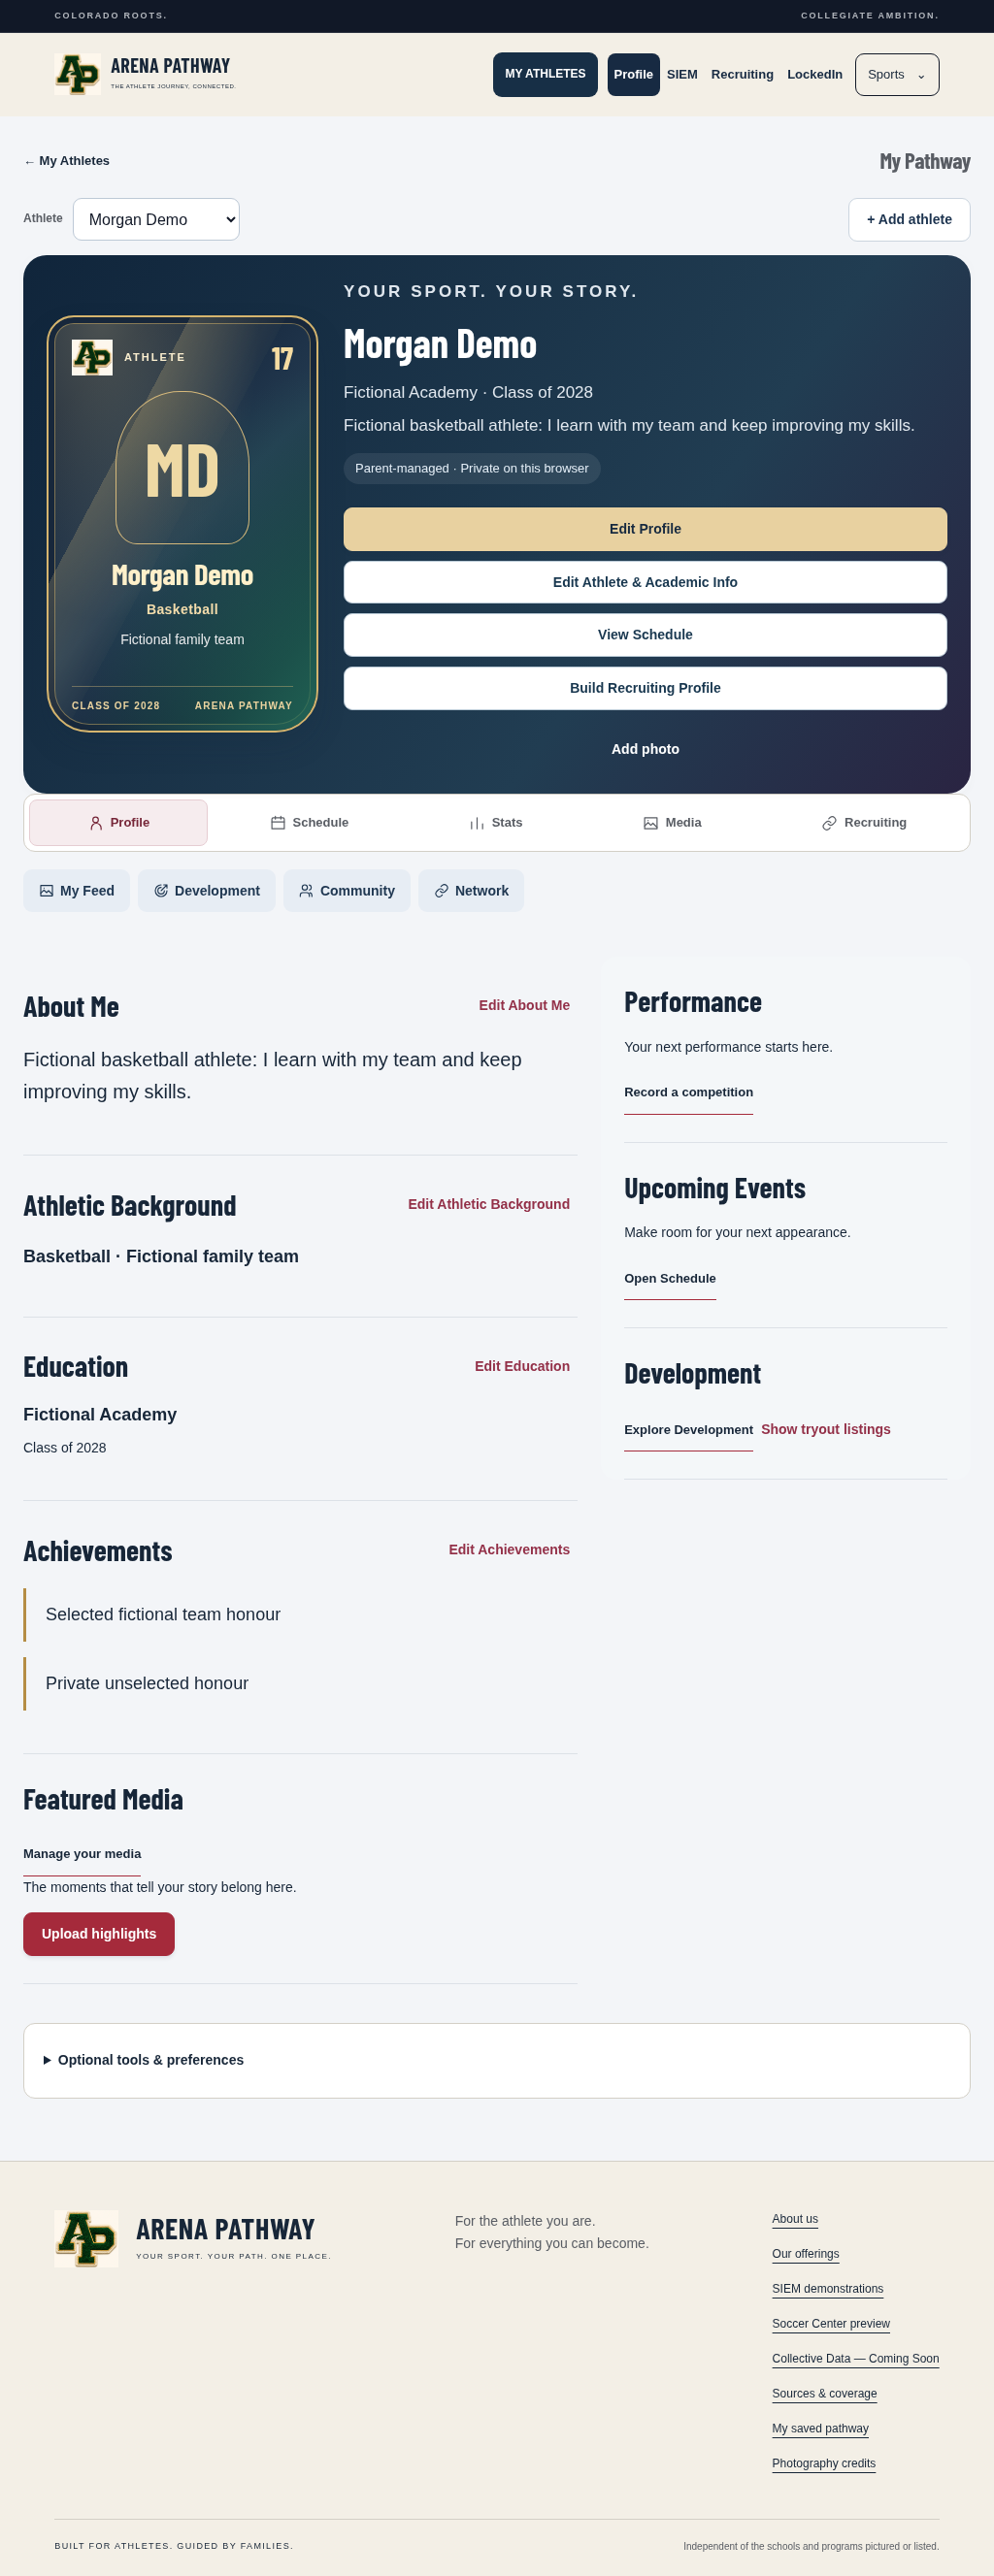 COLORADO ROOTS.
COLLEGIATE AMBITION.
AP
ARENA PATHWAY
THE ATHLETE JOURNEY, CONNECTED.
MY ATHLETES
Profile
SIEM
Recruiting
LockedIn
Sports
← My Athletes
My Pathway
Athlete
Morgan Demo
+ Add athlete
YOUR SPORT. YOUR STORY.
AP
ATHLETE
17
MD
Morgan Demo
Basketball
Fictional family team
CLASS OF 2028
ARENA PATHWAY
Morgan Demo
Fictional Academy · Class of 2028
Fictional basketball athlete: I learn with my team and keep improving my skills.
Parent-managed · Private on this browser
Edit Profile
Edit Athlete & Academic Info
View Schedule
Build Recruiting Profile
Add photo
Profile
Schedule
Stats
Media
Recruiting
My Feed
Development
Community
Network
About Me
Edit About Me
Fictional basketball athlete: I learn with my team and keep
improving my skills.
Athletic Background
Edit Athletic Background
Basketball · Fictional family team
Education
Edit Education
Fictional Academy
Class of 2028
Achievements
Edit Achievements
Selected fictional team honour
Private unselected honour
Featured Media
Manage your media
The moments that tell your story belong here.
Upload highlights
Performance
Your next performance starts here.
Record a competition
Upcoming Events
Make room for your next appearance.
Open Schedule
Development
Explore Development
Show tryout listings
Optional tools & preferences
AP
ARENA PATHWAY
YOUR SPORT. YOUR PATH. ONE PLACE.
For the athlete you are.
For everything you can become.
About us
Our offerings
SIEM demonstrations
Soccer Center preview
Collective Data — Coming Soon
Sources & coverage
My saved pathway
Photography credits
BUILT FOR ATHLETES. GUIDED BY FAMILIES.
Independent of the schools and programs pictured or listed.